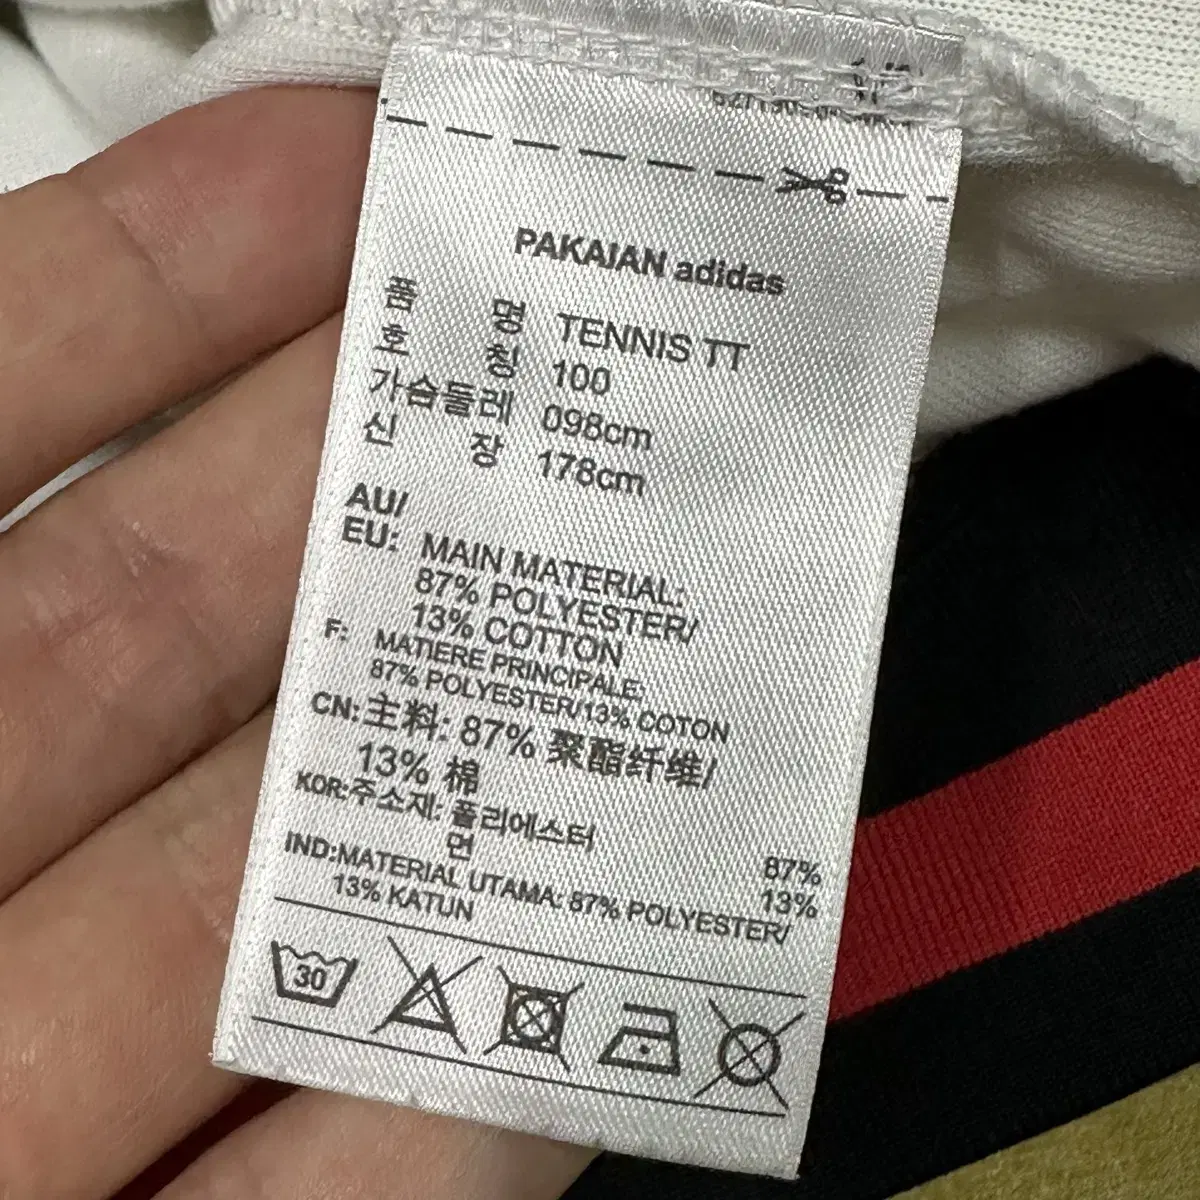 PAKAIAN adidas
품 명 TENNIS TT
호 칭 100
가슴둘레 098cm
신 장 178cm
AU/
EU: MAIN MATERIAL:
87% POLYESTER/
13% COTTON
F: MATIERE PRINCIPALE:
87% POLYESTER/13% COTON
CN: 主料: 87% 聚酯纤维/
13% 棉
KOR:주소재: 폴리에스터 87%
면 13%
IND:MATERIAL UTAMA: 87% POLYESTER/
13% KATUN
30